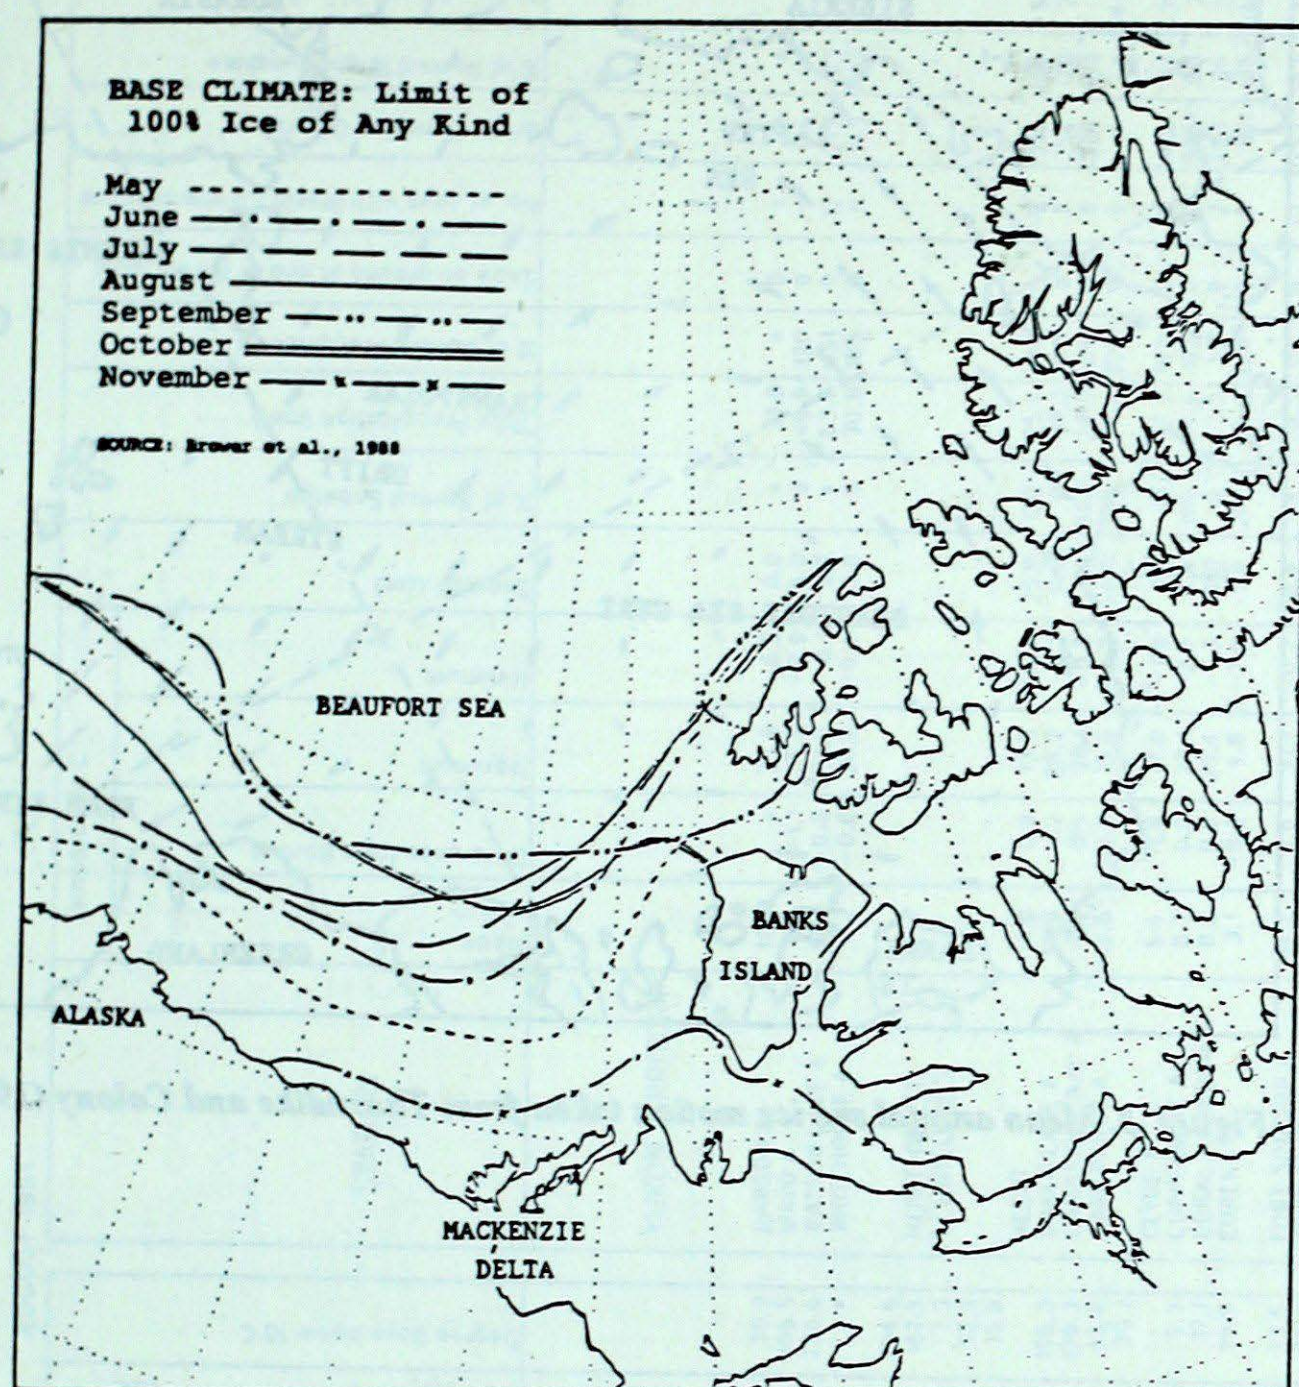 BASE CLIMATE: Limit of
100% Ice of Any Kind
May
June
July
August
September
October
November
SOURCE: Brower et al., 1988
BEAUFORT SEA
BANKS
ISLAND
ALASKA
MACKENZIE
DELTA